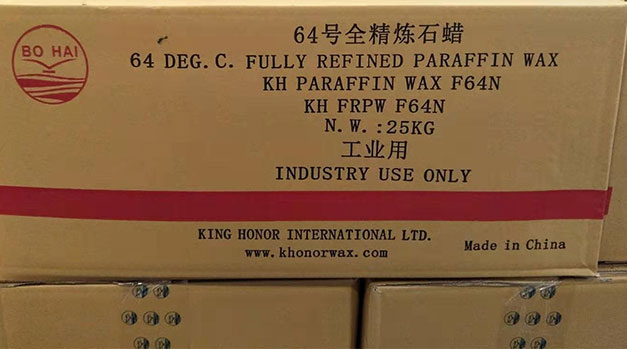 BO HAI
64号全精炼石蜡
64 DEG.C. FULLY REFINED PARAFFIN WAX
KH PARAFFIN WAX F64N
KH FRPW F64N
N.W.:25KG
工业用
INDUSTRY USE ONLY
KING HONOR INTERNATIONAL LTD.
www.khonorwax.com
Made in China